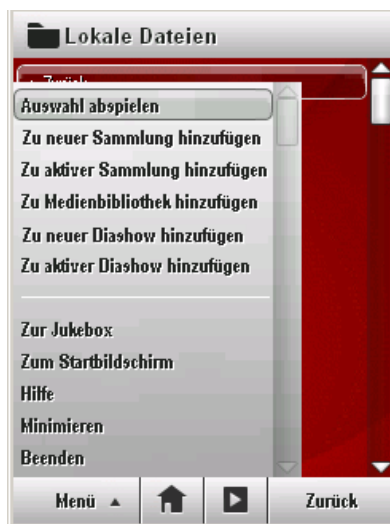 Lokale Dateien
Zurück
Auswahl abspielen
Zu neuer Sammlung hinzufügen
Zu aktiver Sammlung hinzufügen
Zu Medienbibliothek hinzufügen
Zu neuer Diashow hinzufügen
Zu aktiver Diashow hinzufügen
Zur Jukebox
Zum Startbildschirm
Hilfe
Minimieren
Beenden
Menü
Zurück